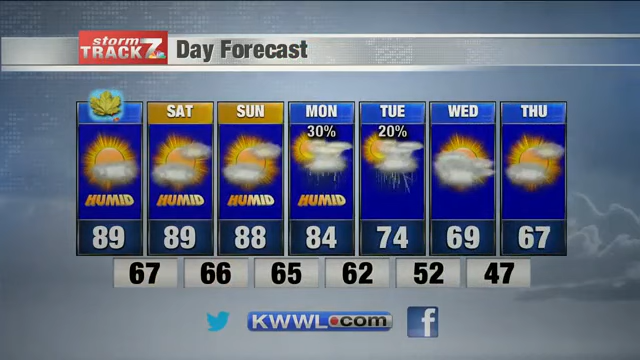 storm
TRACK 7
Day Forecast
SAT SUN MON TUE WED THU
30% 20%
HUMID HUMID HUMID HUMID
89 89 88 84 74 69 67
67 66 65 62 52 47
KWWL.com
f